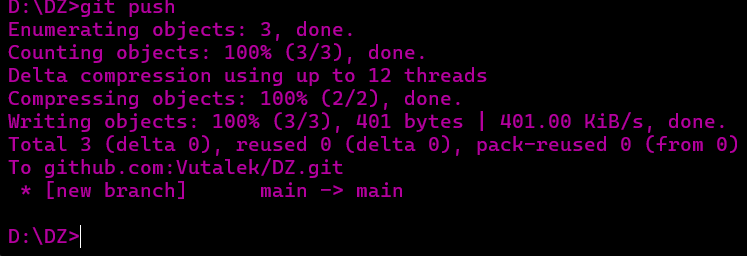 D:\DZ>git push
Enumerating objects: 3, done.
Counting objects: 100% (3/3), done.
Delta compression using up to 12 threads
Compressing objects: 100% (2/2), done.
Writing objects: 100% (3/3), 401 bytes | 401.00 KiB/s, done.
Total 3 (delta 0), reused 0 (delta 0), pack-reused 0 (from 0)
To github.com:Vutalek/DZ.git
 * [new branch]      main -> main
D:\DZ>